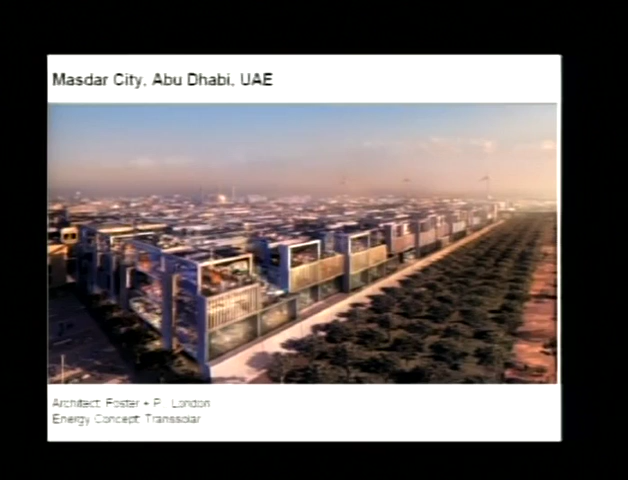 Masdar City, Abu Dhabi, UAE
Architect: Foster + P London
Energy Concept: Transsolar